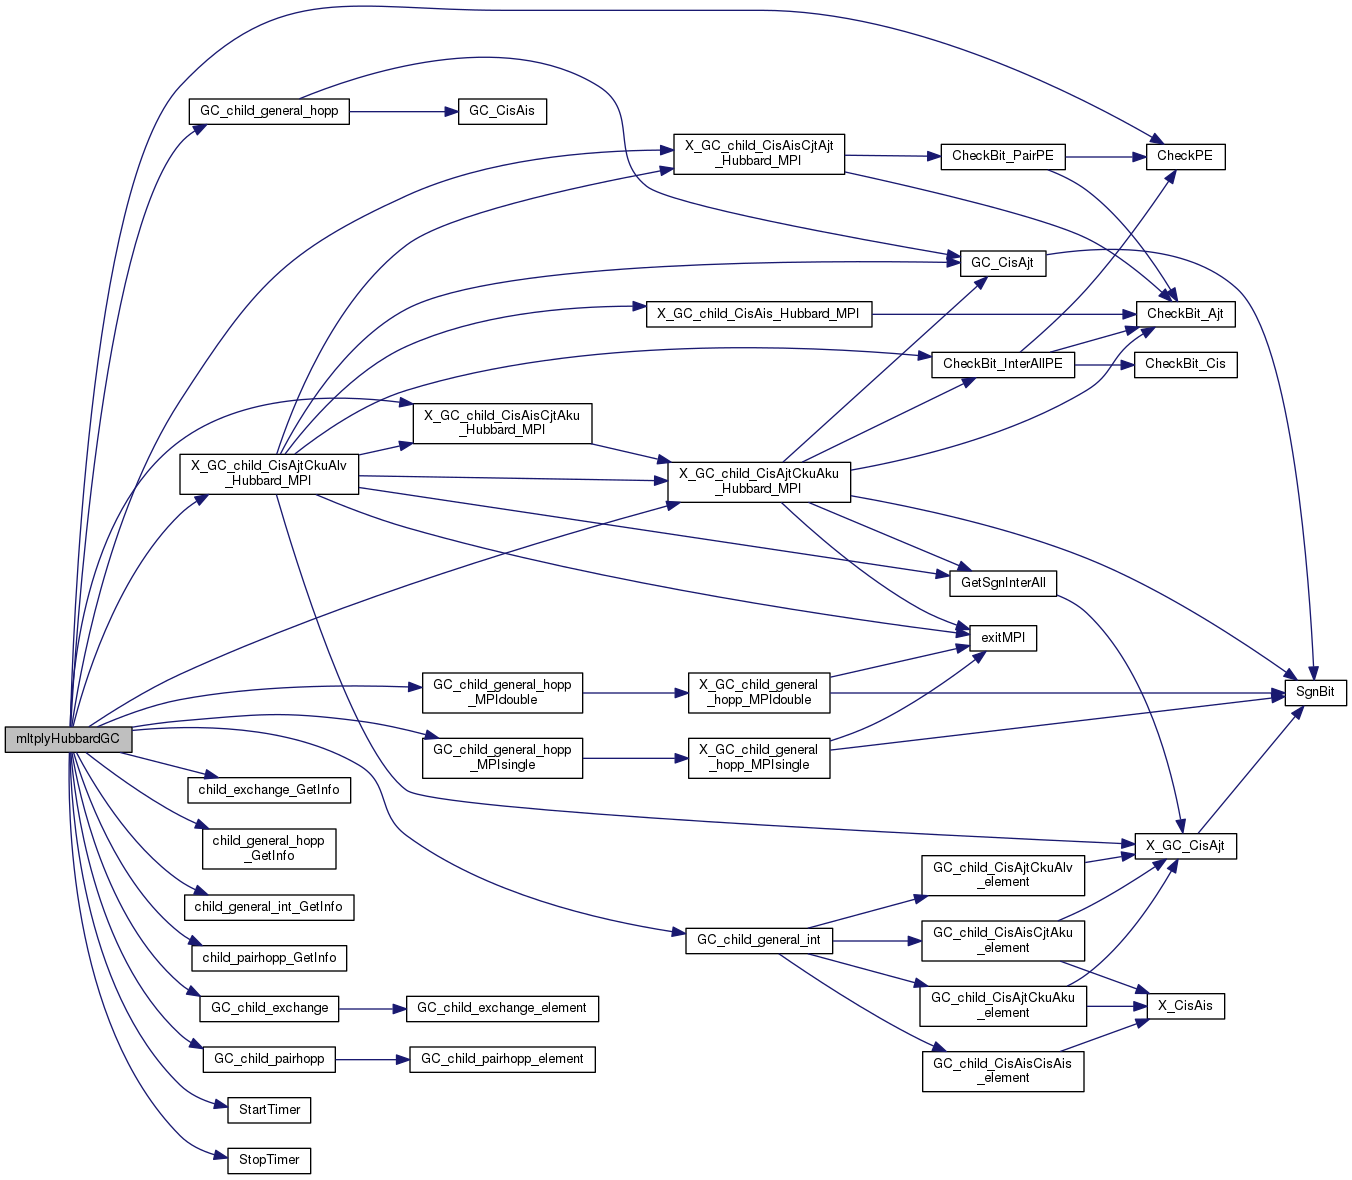 GC_child_general_hopp
GC_CisAis
X_GC_child_CisAisCjtAjt
_Hubbard_MPI
CheckBit_PairPE
CheckPE
GC_CisAjt
X_GC_child_CisAis_Hubbard_MPI
CheckBit_Ajt
CheckBit_InterAllPE
CheckBit_Cis
X_GC_child_CisAisCjtAku
_Hubbard_MPI
X_GC_child_CisAjtCkuAlv
_Hubbard_MPI
X_GC_child_CisAjtCkuAku
_Hubbard_MPI
GetSgnInterAll
exitMPI
GC_child_general_hopp
_MPIdouble
X_GC_child_general
_hopp_MPIdouble
SgnBit
mltplyHubbardGC
GC_child_general_hopp
_MPIsingle
X_GC_child_general
_hopp_MPIsingle
child_exchange_GetInfo
child_general_hopp
_GetInfo
X_GC_CisAjt
GC_child_CisAjtCkuAlv
_element
child_general_int_GetInfo
GC_child_general_int
GC_child_CisAisCjtAku
_element
child_pairhopp_GetInfo
GC_child_CisAjtCkuAku
_element
X_CisAis
GC_child_exchange
GC_child_exchange_element
GC_child_pairhopp
GC_child_pairhopp_element
GC_child_CisAisCisAis
_element
StartTimer
StopTimer